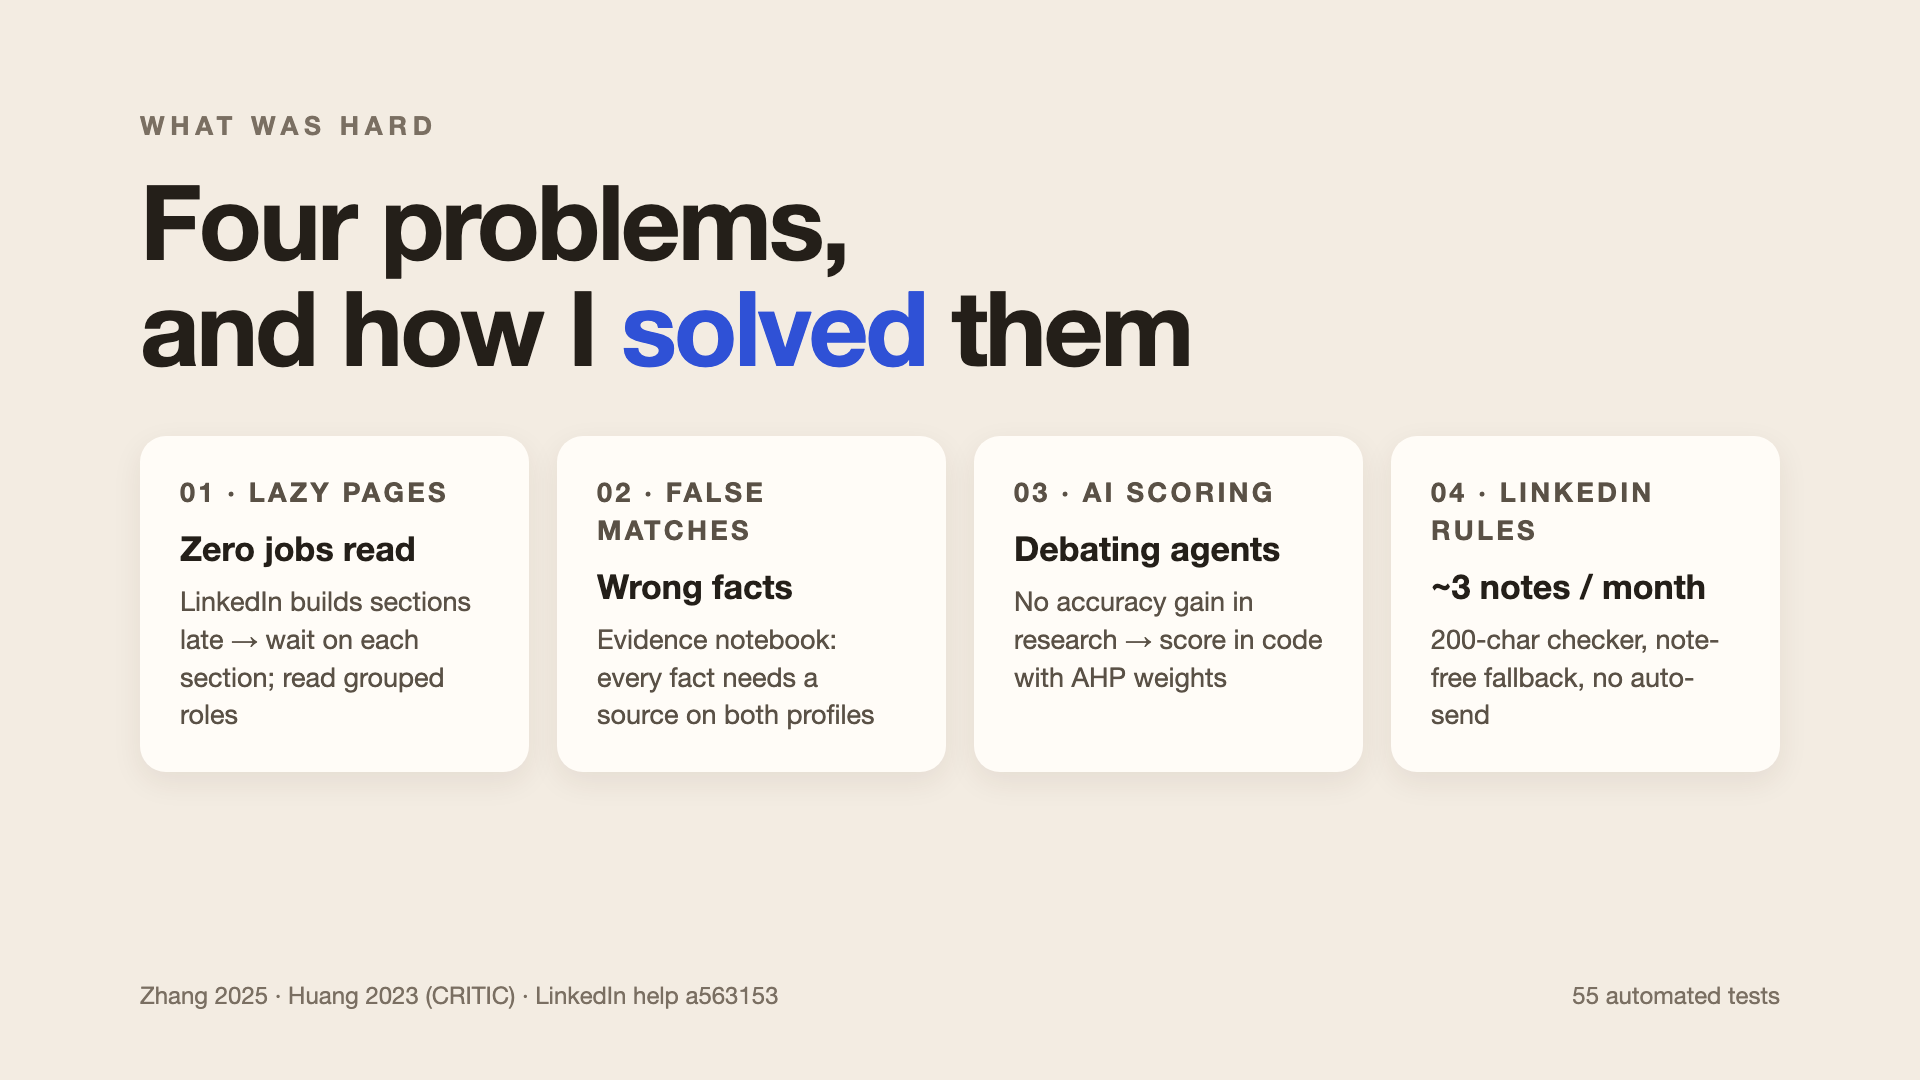 WHAT WAS HARD
Four problems,
and how I solved them
01 · LAZY PAGES
Zero jobs read
LinkedIn builds sections
late → wait on each
section; read grouped
roles
02 · FALSE
MATCHES
Wrong facts
Evidence notebook:
every fact needs a
source on both profiles
03 · AI SCORING
Debating agents
No accuracy gain in
research → score in code
with AHP weights
04 · LINKEDIN
RULES
~3 notes / month
200-char checker, note-
free fallback, no auto-
send
Zhang 2025 · Huang 2023 (CRITIC) · LinkedIn help a563153
55 automated tests